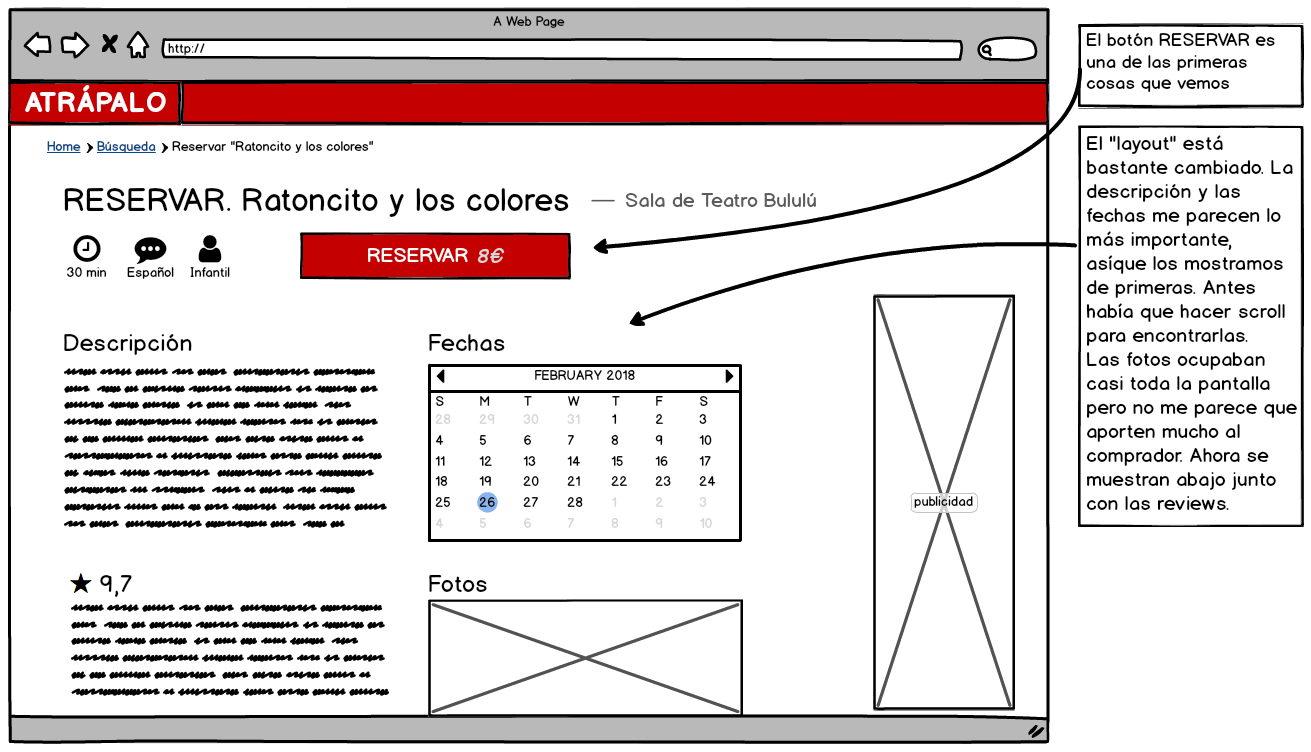 A Web Page
http://
ATRÁPALO
Home > Búsqueda > Reservar "Ratoncito y los colores"
RESERVAR. Ratoncito y los colores — Sala de Teatro Bululú
30 min Español Infantil
RESERVAR 8€
Descripción
Fechas
FEBRUARY 2018
S M T W T F S
28 29 30 31 1 2 3
4 5 6 7 8 9 10
11 12 13 14 15 16 17
18 19 20 21 22 23 24
25 26 27 28 1 2 3
4 5 6 7 8 9 10
publicidad
★ 9,7
Fotos
El botón RESERVAR es
una de las primeras
cosas que vemos
El "layout" está
bastante cambiado. La
descripción y las
fechas me parecen lo
más importante,
asíque los mostramos
de primeras. Antes
había que hacer scroll
para encontrarlas.
Las fotos ocupaban
casi toda la pantalla
pero no me parece que
aporten mucho al
comprador. Ahora se
muestran abajo junto
con las reviews.